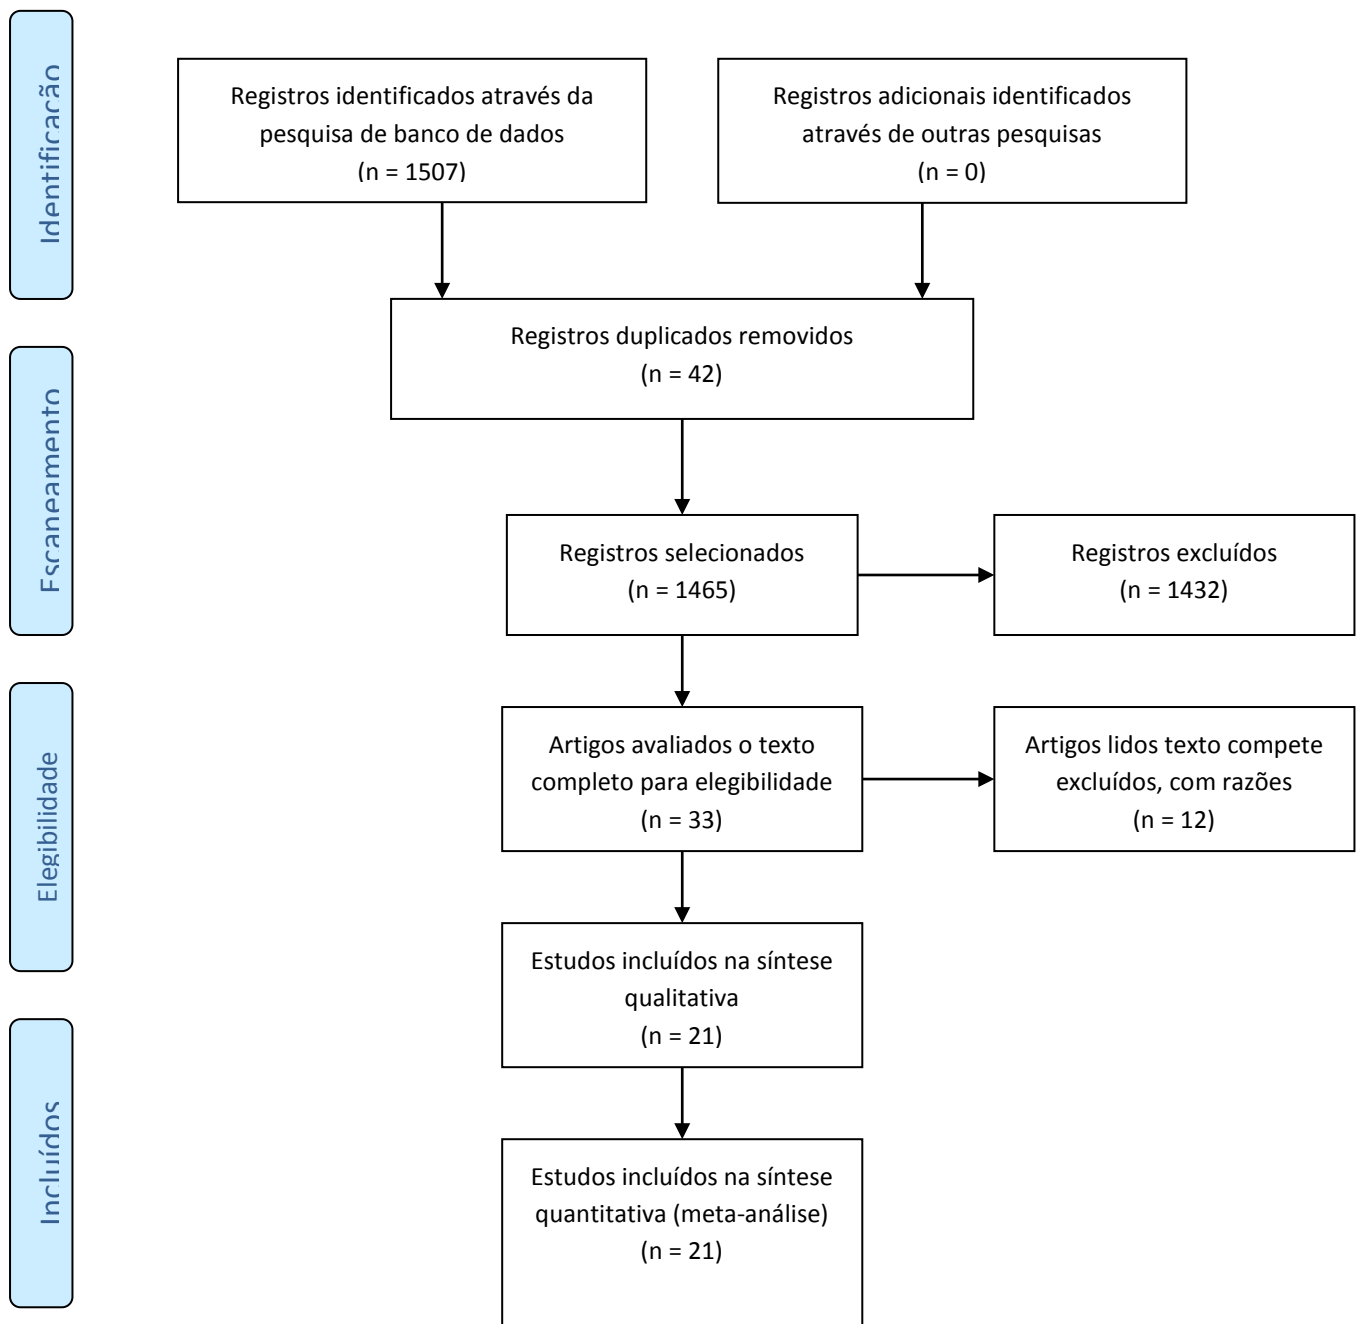 Identificação
Registros identificados através da
pesquisa de banco de dados
(n = 1507)
Registros adicionais identificados
através de outras pesquisas
(n = 0)
Registros duplicados removidos
(n = 42)
Escaneamento
Registros selecionados
(n = 1465)
Registros excluídos
(n = 1432)
Elegibilidade
Artigos avaliados o texto
completo para elegibilidade
(n = 33)
Artigos lidos texto compete
excluídos, com razões
(n = 12)
Estudos incluídos na síntese
qualitativa
(n = 21)
Incluídos
Estudos incluídos na síntese
quantitativa (meta-análise)
(n = 21)